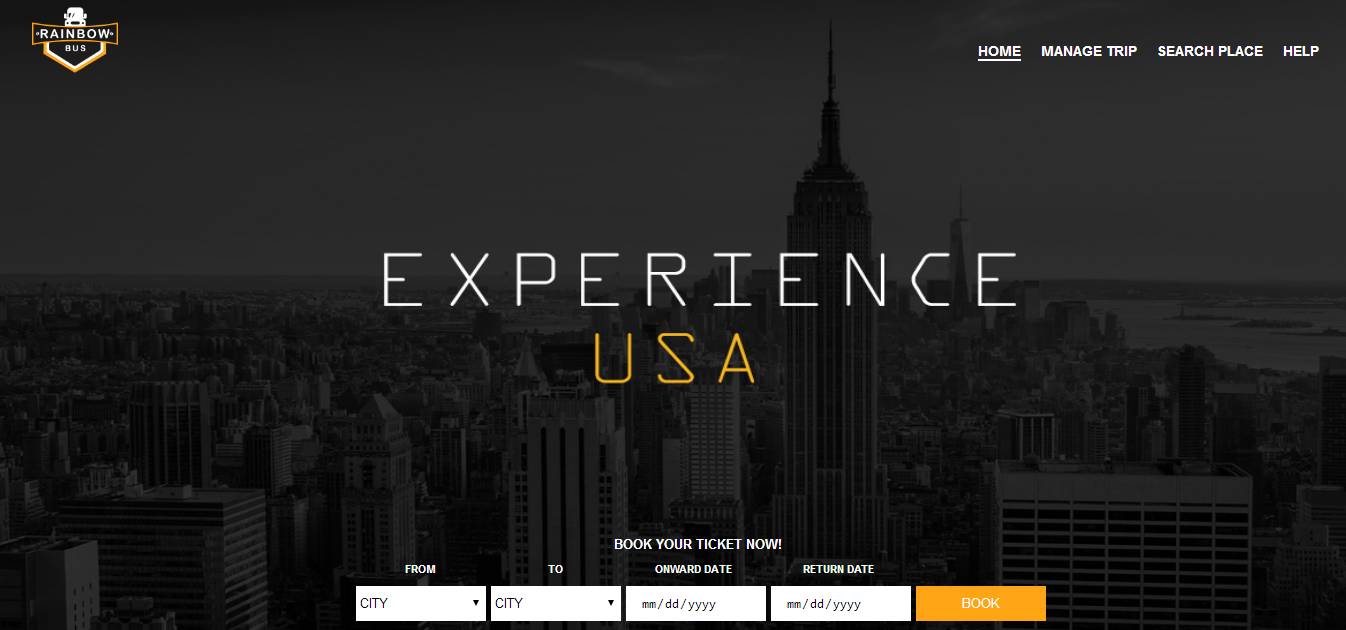 RAINBOW
BUS
HOME MANAGE TRIP SEARCH PLACE HELP
EXPERIENCE
USA
BOOK YOUR TICKET NOW!
FROM TO ONWARD DATE RETURN DATE
CITY CITY mm/dd/yyyy mm/dd/yyyy BOOK